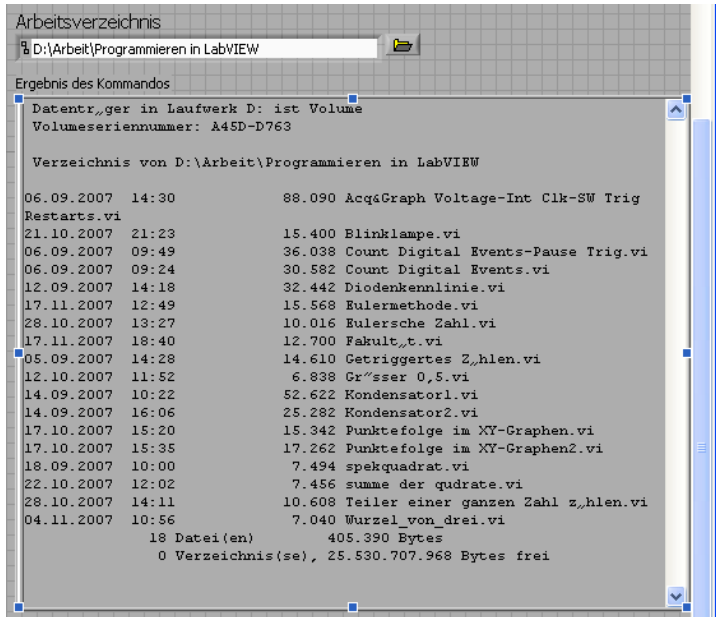 Arbeitsverzeichnis
D:\Arbeit\Programmieren in LabVIEW
Ergebnis des Kommandos
Datentr„ger in Laufwerk D: ist Volume
Volumeseriennummer: A45D-D763
Verzeichnis von D:\Arbeit\Programmieren in LabVIEW
06.09.2007  14:30            88.090 Acq&Graph Voltage-Int Clk-SW Trig
Restarts.vi
21.10.2007  21:23            15.400 Blinklampe.vi
06.09.2007  09:49            36.038 Count Digital Events-Pause Trig.vi
06.09.2007  09:24            30.582 Count Digital Events.vi
12.09.2007  14:18            32.442 Diodenkennlinie.vi
17.11.2007  12:49            15.568 Eulermethode.vi
28.10.2007  13:27            10.016 Eulersche Zahl.vi
17.11.2007  18:40            12.700 Fakult„t.vi
05.09.2007  14:28            14.610 Getriggertes Z„hlen.vi
12.10.2007  11:52             6.838 Gr”sser 0,5.vi
14.09.2007  10:22            52.622 Kondensator1.vi
14.09.2007  16:06            25.282 Kondensator2.vi
17.10.2007  15:20            15.342 Punktefolge im XY-Graphen.vi
17.10.2007  15:35            17.262 Punktefolge im XY-Graphen2.vi
18.09.2007  10:00             7.494 spekquadrat.vi
22.10.2007  12:02             7.456 summe der qudrate.vi
28.10.2007  14:11            10.608 Teiler einer ganzen Zahl z„hlen.vi
04.11.2007  10:56             7.040 Wurzel_von_drei.vi
18 Datei(en)        405.390 Bytes
0 Verzeichnis(se), 25.530.707.968 Bytes frei